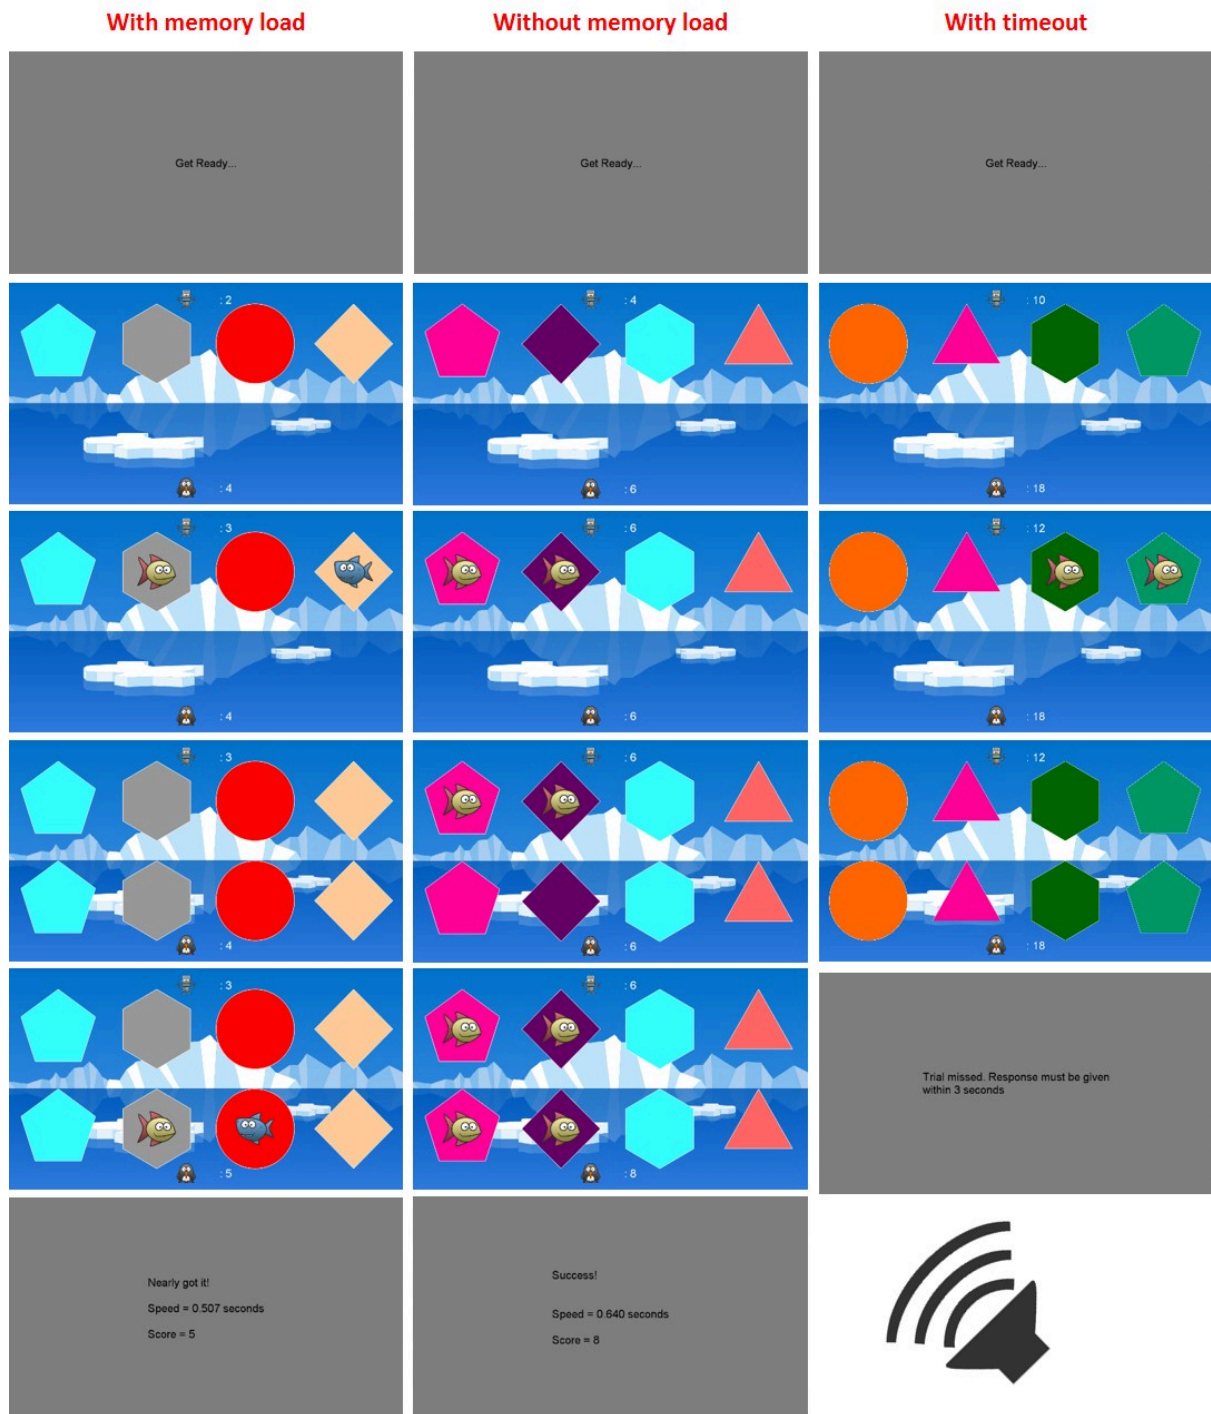 With memory load
Without memory load
With timeout
Get Ready...
Get Ready...
Get Ready...
: 2
: 4
: 10
: 4
: 6
: 18
: 3
: 6
: 12
: 4
: 6
: 18
: 3
: 6
: 12
: 4
: 6
: 18
: 3
: 6
Trial missed. Response must be given
within 3 seconds
: 5
: 8
Nearly got it!
Speed = 0.507 seconds
Score = 5
Success!
Speed = 0.640 seconds
Score = 8